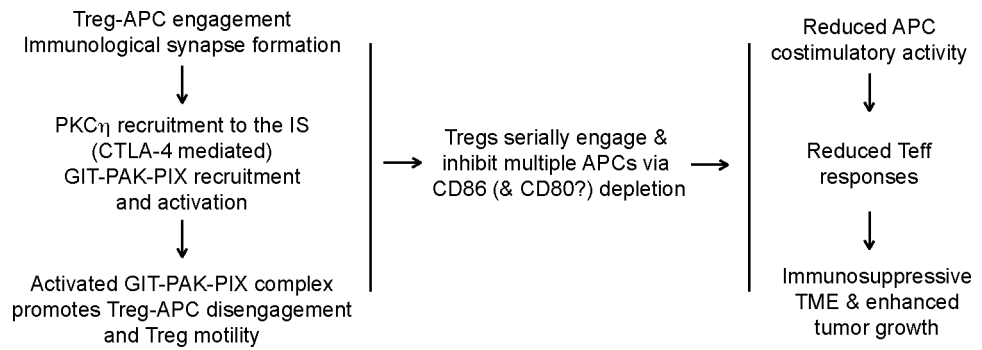 Treg-APC engagement
Immunological synapse formation
PKCη recruitment to the IS
(CTLA-4 mediated)
GIT-PAK-PIX recruitment
and activation
Activated GIT-PAK-PIX complex
promotes Treg-APC disengagement
and Treg motility
Tregs serially engage &
inhibit multiple APCs via
CD86 (& CD80?) depletion
Reduced APC
costimulatory activity
Reduced Teff
responses
Immunosuppressive
TME & enhanced
tumor growth